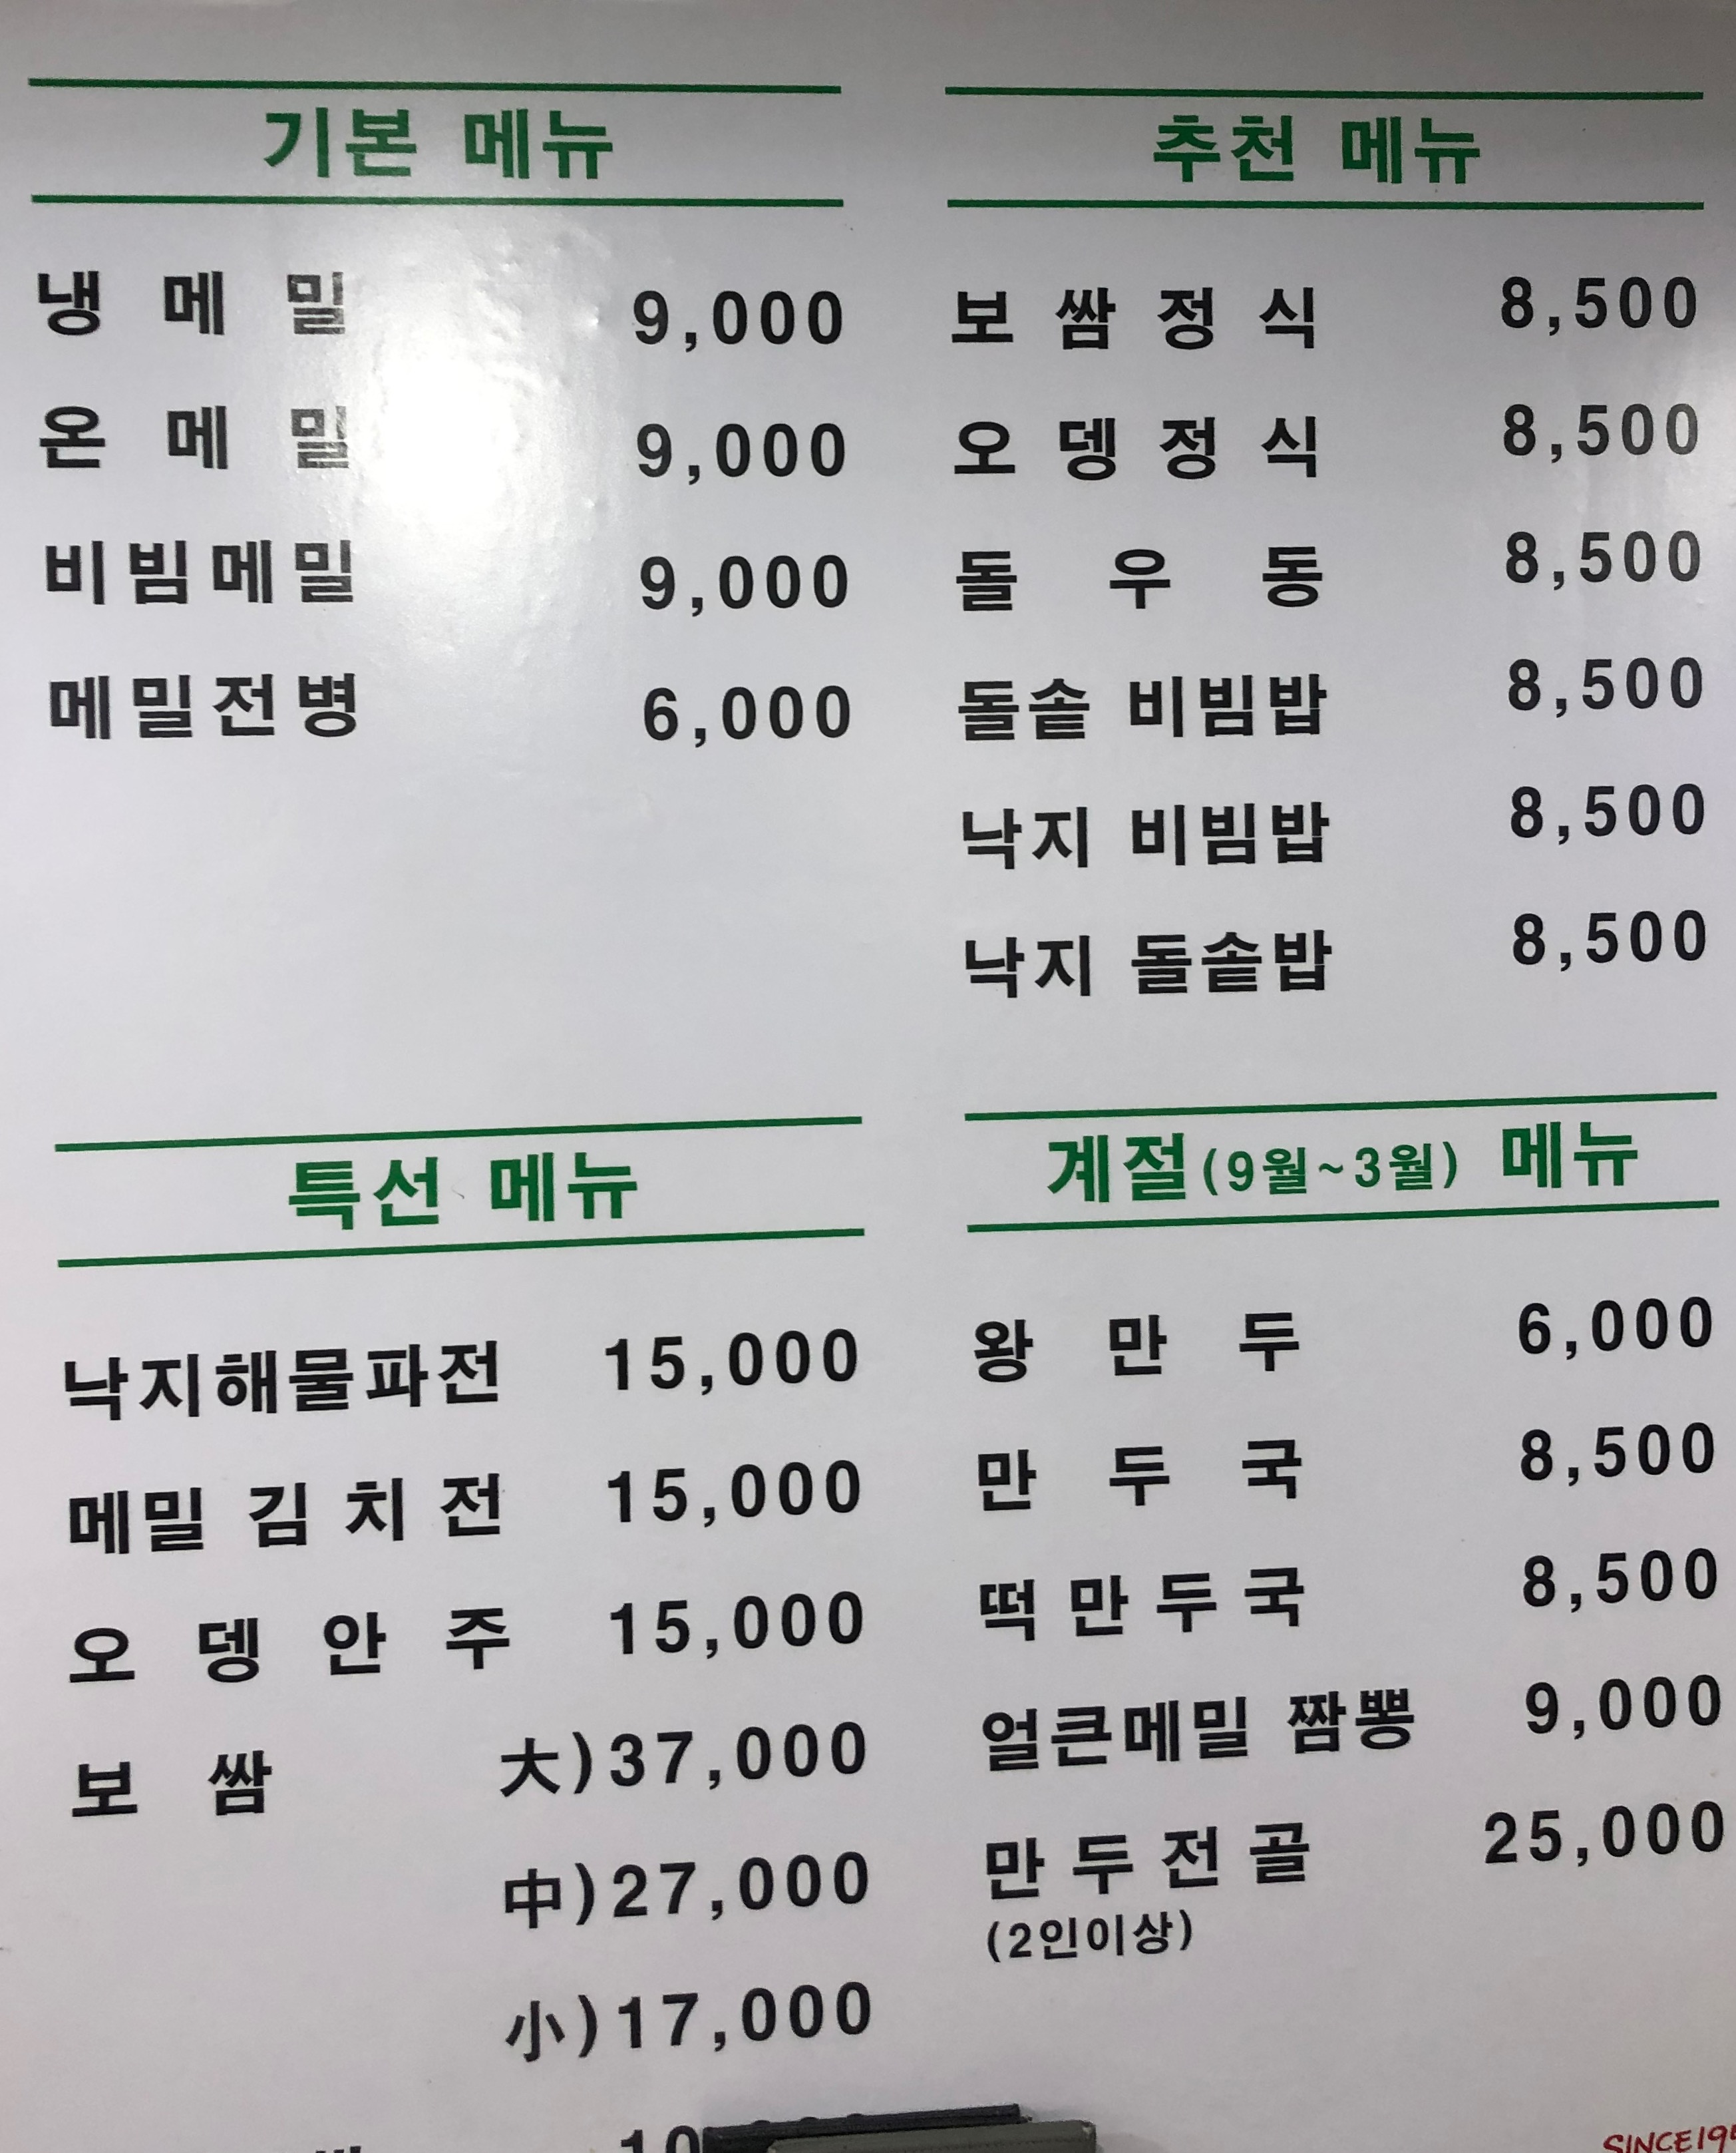 기본 메뉴
냉메밀 9,000
온메밀 9,000
비빔메밀 9,000
메밀전병 6,000
추천 메뉴
보쌈정식 8,500
오뎅정식 8,500
돌우동 8,500
돌솥 비빔밥 8,500
낙지 비빔밥 8,500
낙지 돌솥밥 8,500
특선 메뉴
낙지해물파전 15,000
메밀 김치전 15,000
오뎅안주 15,000
보쌈 大)37,000
中)27,000
小)17,000
계절(9월~3월) 메뉴
왕만두 6,000
만두국 8,500
떡만두국 8,500
얼큰메밀 짬뽕 9,000
만두전골 25,000
(2인이상)